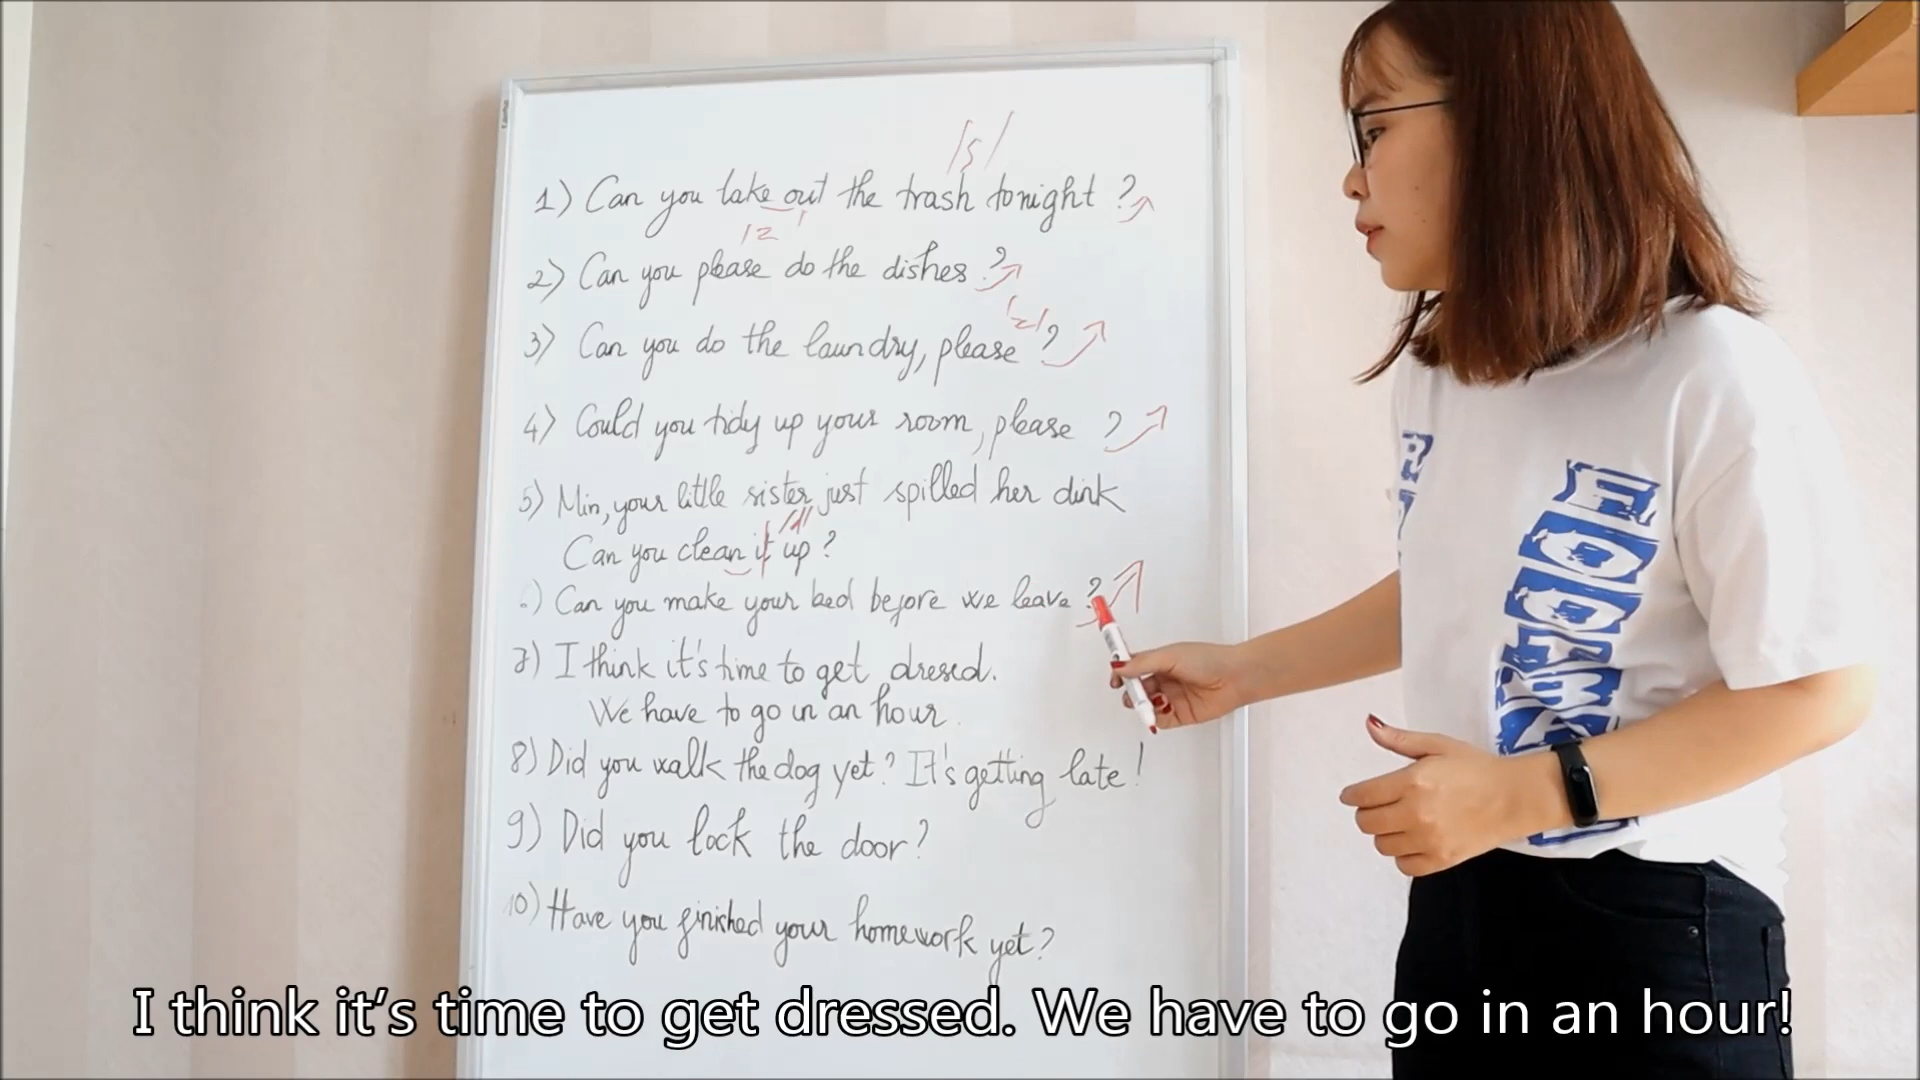 /ʃ/
1) Can you take out the trash tonight?
/z/
2) Can you please do the dishes?
/z/
3) Can you do the laundry, please?
4) Could you tidy up your room, please?
5) Min, your little sister just spilled her dink
Can you clean it up?
6) Can you make your bed before we leave?
7) I think it's time to get dresed.
We have to go in an hour.
8) Did you walk the dog yet? It's getting late!
9) Did you lock the door?
10) Have you finished your homework yet?
I think it’s time to get dressed. We have to go in an hour!